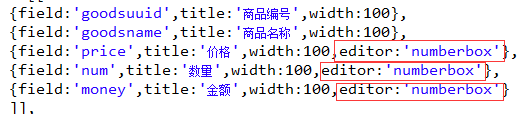 {field:'goodsuuid',title:'商品编号',width:100},
{field:'goodsname',title:'商品名称',width:100},
{field:'price',title:'价格',width:100,editor:'numberbox'},
{field:'num',title:'数量',width:100,editor:'numberbox'},
{field:'money',title:'金额',width:100,editor:'numberbox'}
]],